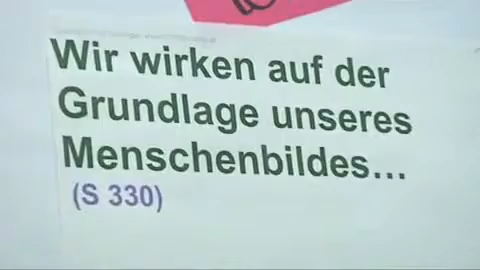 Wir wirken auf der
Grundlage unseres
Menschenbildes...
(S 330)